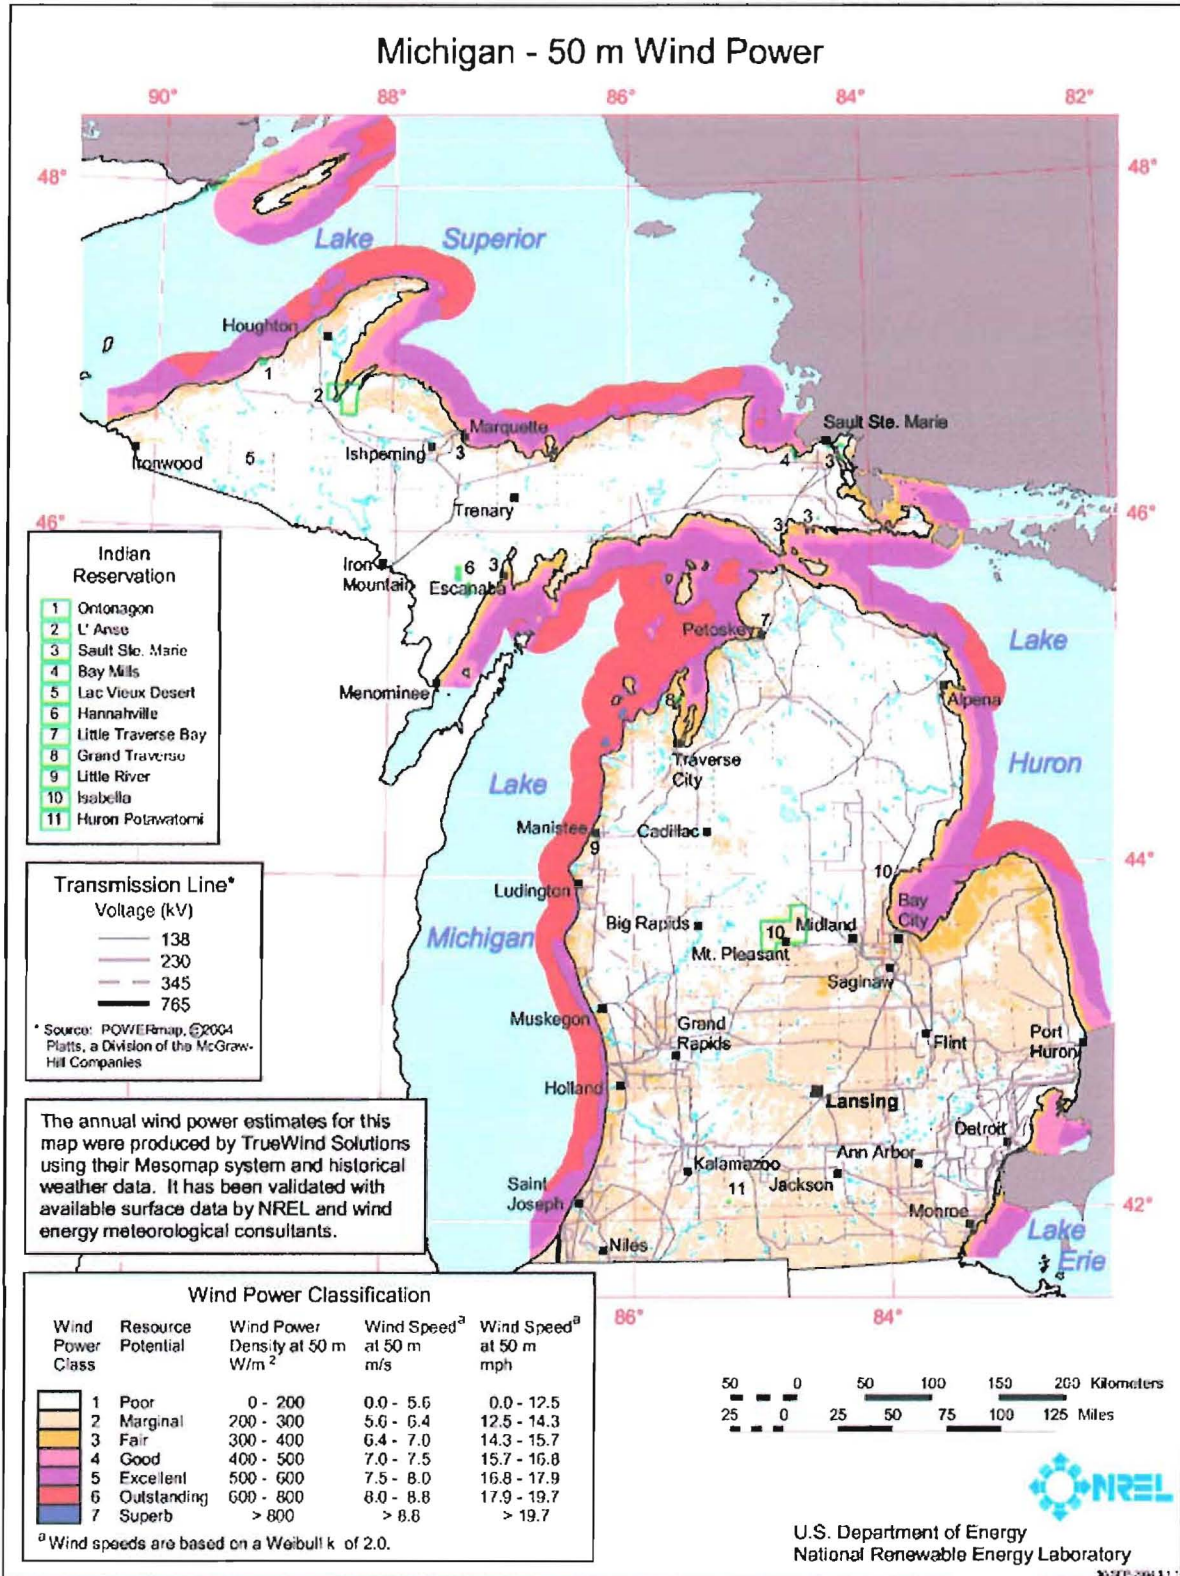 Michigan - 50 m Wind Power
90° 88° 86° 84° 82°
48° 48°
Lake Superior
Houghton
1
2
Marquette
Sault Ste. Marie
Ironwood
5
Ishpeming
3
4
3
Trenary
46°
46°
3
3
Iron
Mountain
6
3
Escanaba
Petoskey
7
Lake
Menominee
8
Alpena
Traverse
City
Huron
Lake
Manistee
9
Cadillac
44°
10
Ludington
Bay
City
Big Rapids
10
Midland
Michigan
Mt. Pleasant
Saginaw
Muskegon
Grand
Rapids
Flint
Port
Huron
Holland
Lansing
Detroit
Ann Arbor
Kalamazoo
Saint
Joseph
11
Jackson
42°
Monroe
Niles
Lake
Erie
86° 84°
Indian
Reservation
1 Ontonagon
2 L' Anse
3 Sault Ste. Marie
4 Bay Mills
5 Lac Vieux Desert
6 Hannahville
7 Little Traverse Bay
8 Grand Traverse
9 Little River
10 Isabella
11 Huron Potawatomi
Transmission Line*
Voltage (kV)
138
230
345
765
* Source: POWERmap, ©2004
Platts, a Division of the McGraw-
Hill Companies
The annual wind power estimates for this
map were produced by TrueWind Solutions
using their Mesomap system and historical
weather data. It has been validated with
available surface data by NREL and wind
energy meteorological consultants.
Wind Power Classification
Wind Resource Wind Power Wind Speedᵃ Wind Speedᵃ
Power Potential Density at 50 m at 50 m at 50 m
Class W/m² m/s mph
1 Poor 0 - 200 0.0 - 5.6 0.0 - 12.5
2 Marginal 200 - 300 5.6 - 6.4 12.5 - 14.3
3 Fair 300 - 400 6.4 - 7.0 14.3 - 15.7
4 Good 400 - 500 7.0 - 7.5 15.7 - 16.8
5 Excellent 500 - 600 7.5 - 8.0 16.8 - 17.9
6 Outstanding 600 - 800 8.0 - 8.8 17.9 - 19.7
7 Superb > 800 > 8.8 > 19.7
ᵃ Wind speeds are based on a Weibull k of 2.0.
50 0 50 100 150 200 Kilometers
25 0 25 50 75 100 125 Miles
NREL
U.S. Department of Energy
National Renewable Energy Laboratory